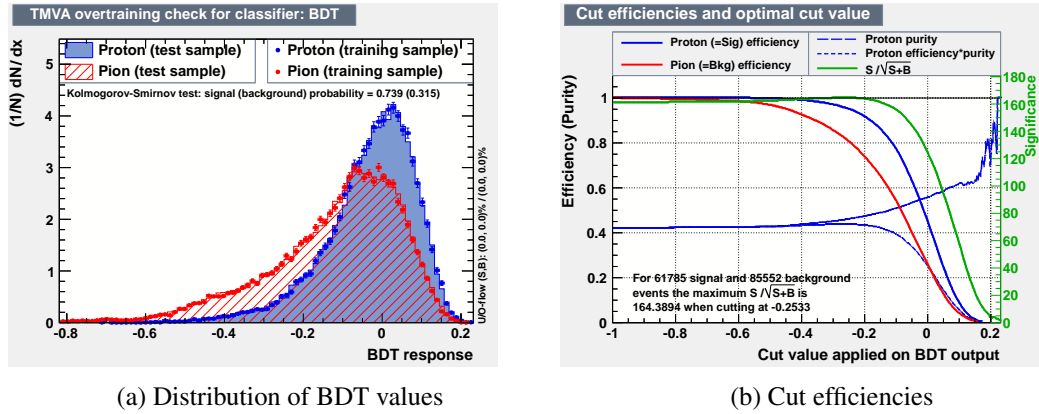 TMVA overtraining check for classifier: BDT
Proton (test sample)
Pion (test sample)
Proton (training sample)
Pion (training sample)
Kolmogorov-Smirnov test: signal (background) probability = 0.739 (0.315)
(1/N) dN / dx
5
4
3
2
1
0
-0.8
-0.6
-0.4
-0.2
0
0.2
BDT response
U/O-flow (S,B): (0.0, 0.0)% / (0.0, 0.0)%
(a) Distribution of BDT values
Cut efficiencies and optimal cut value
Proton (=Sig) efficiency
Pion (=Bkg) efficiency
Proton purity
Proton efficiency*purity
S/√S+B
Efficiency (Purity)
1
0.8
0.6
0.4
0.2
0
180
160
140
120
100
80
60
40
20
0
Significance
For 61785 signal and 85552 background
events the maximum S /√S+B is
164.3894 when cutting at -0.2533
-1
-0.8
-0.6
-0.4
-0.2
0
0.2
Cut value applied on BDT output
(b) Cut efficiencies